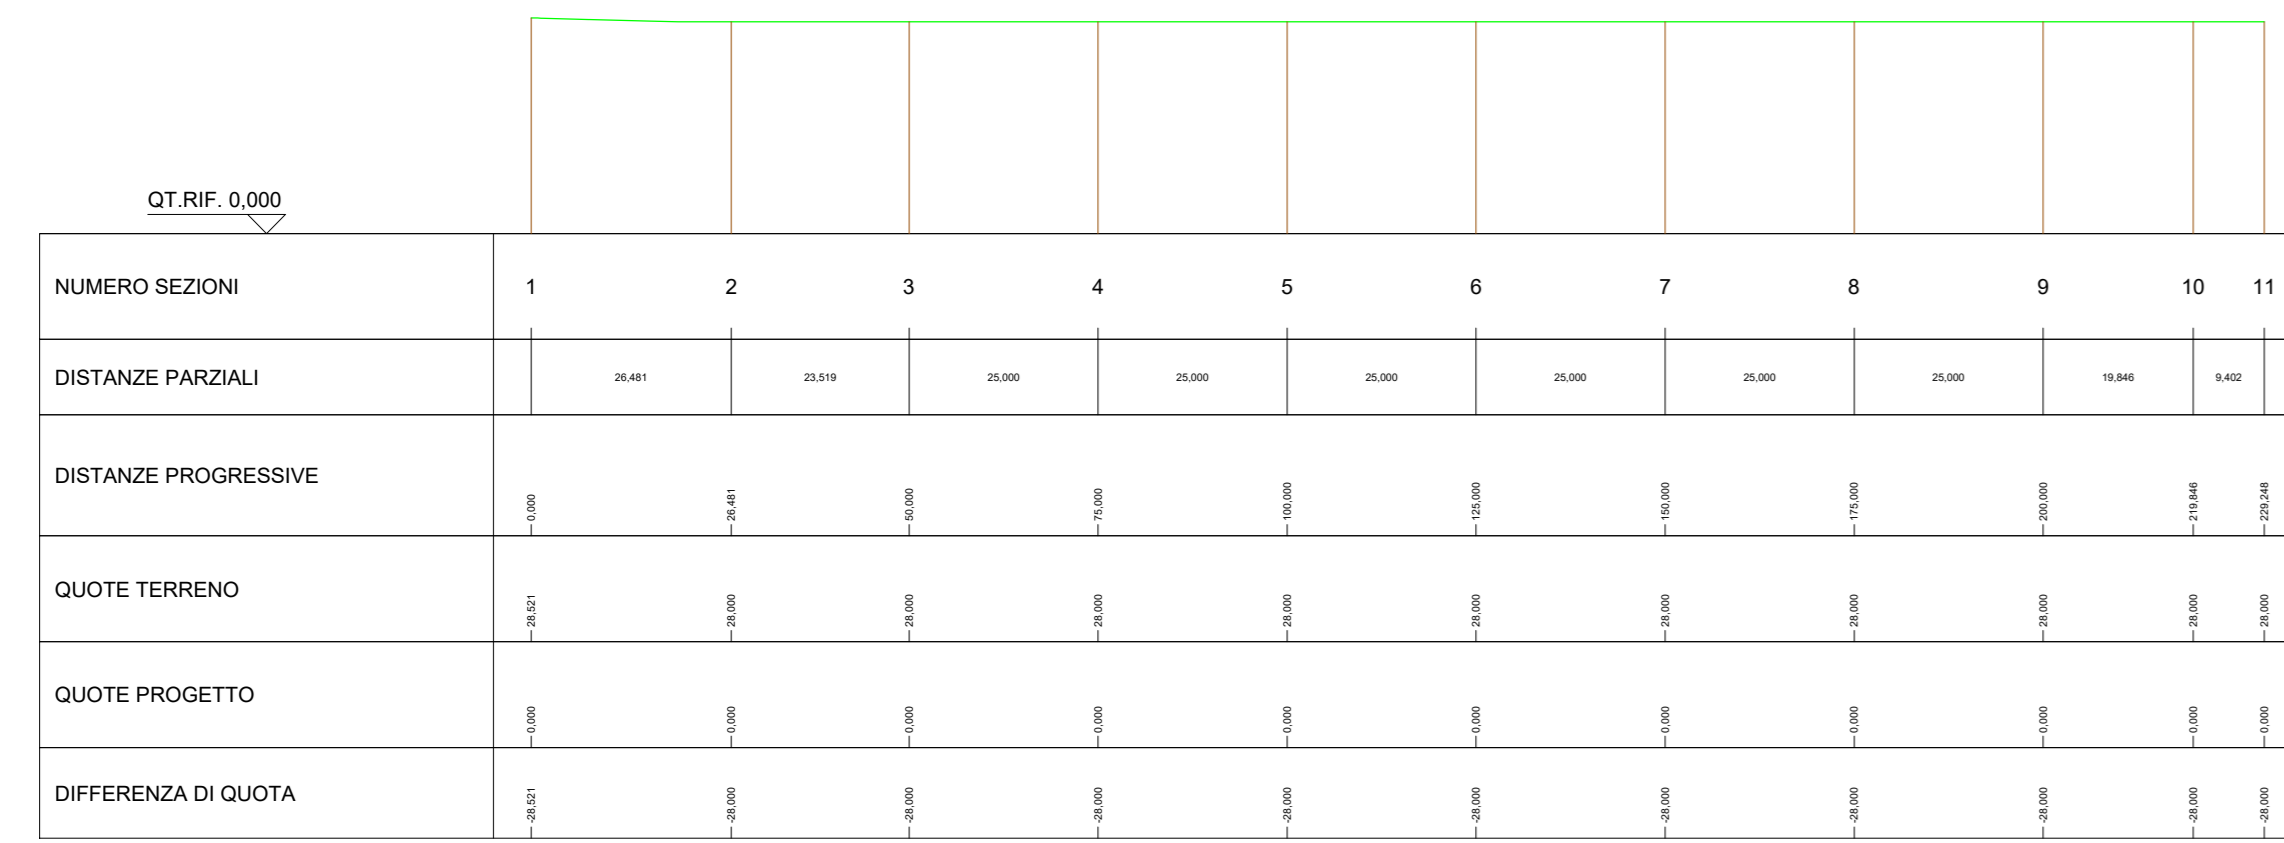 QT.RIF. 0,000
NUMERO SEZIONI 1 2 3 4 5 6 7 8 9 10 11
DISTANZE PARZIALI 26,481 23,519 25,000 25,000 25,000 25,000 25,000 25,000 19,846 9,402
DISTANZE PROGRESSIVE 0,000 26,481 50,000 75,000 100,000 125,000 150,000 175,000 200,000 219,846 229,248
QUOTE TERRENO 28,521 28,000 28,000 28,000 28,000 28,000 28,000 28,000 28,000 28,000 28,000
QUOTE PROGETTO 0,000 0,000 0,000 0,000 0,000 0,000 0,000 0,000 0,000 0,000 0,000
DIFFERENZA DI QUOTA -28,521 -28,000 -28,000 -28,000 -28,000 -28,000 -28,000 -28,000 -28,000 -28,000 -28,000